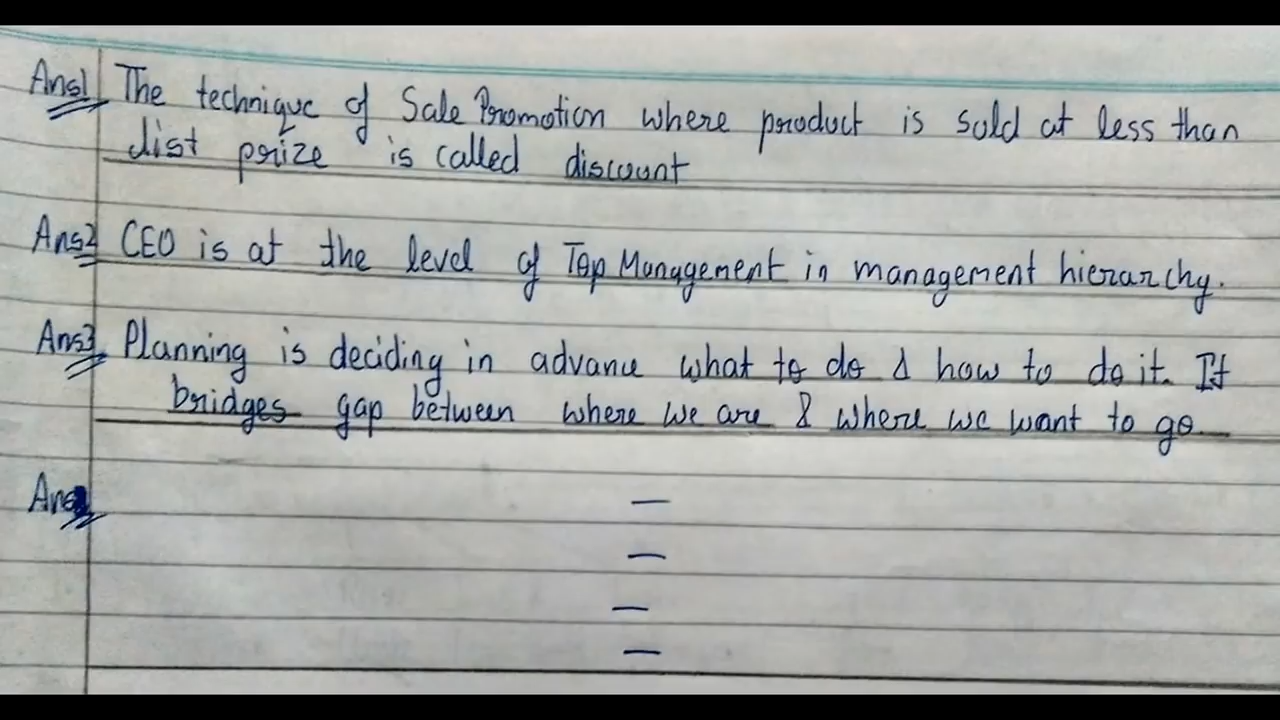 Ans1 The technique of Sale Promotion where product is sold at less than
list prize is called discount
Ans2 CEO is at the level of Top Management in management hierarchy.
Ans3 Planning is deciding in advance what to do & how to do it. It
bridges gap between where we are & where we want to go
Ans
—
—
—
—